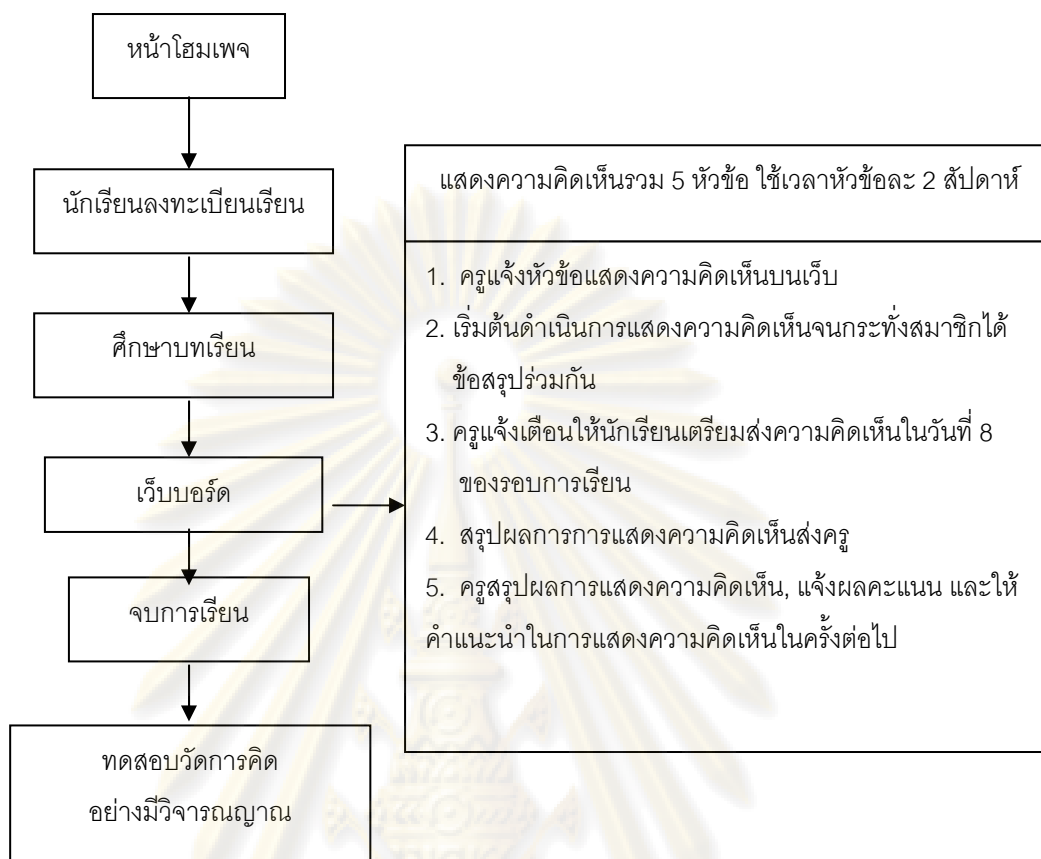 หน้าโฮมเพจ
นักเรียนลงทะเบียนเรียน
ศึกษาบทเรียน
เว็บบอร์ด
จบการเรียน
ทดสอบวัดการคิด
อย่างมีวิจารณญาณ
แสดงความคิดเห็นรวม 5 หัวข้อ ใช้เวลาหัวข้อละ 2 สัปดาห์
1. ครูแจ้งหัวข้อแสดงความคิดเห็นบนเว็บ
2. เริ่มต้นดำเนินการแสดงความคิดเห็นจนกระทั่งสมาชิกได้
ข้อสรุปร่วมกัน
3. ครูแจ้งเตือนให้นักเรียนเตรียมส่งความคิดเห็นในวันที่ 8
ของรอบการเรียน
4. สรุปผลการการแสดงความคิดเห็นส่งครู
5. ครูสรุปผลการแสดงความคิดเห็น, แจ้งผลคะแนน และให้
คำแนะนำในการแสดงความคิดเห็นในครั้งต่อไป